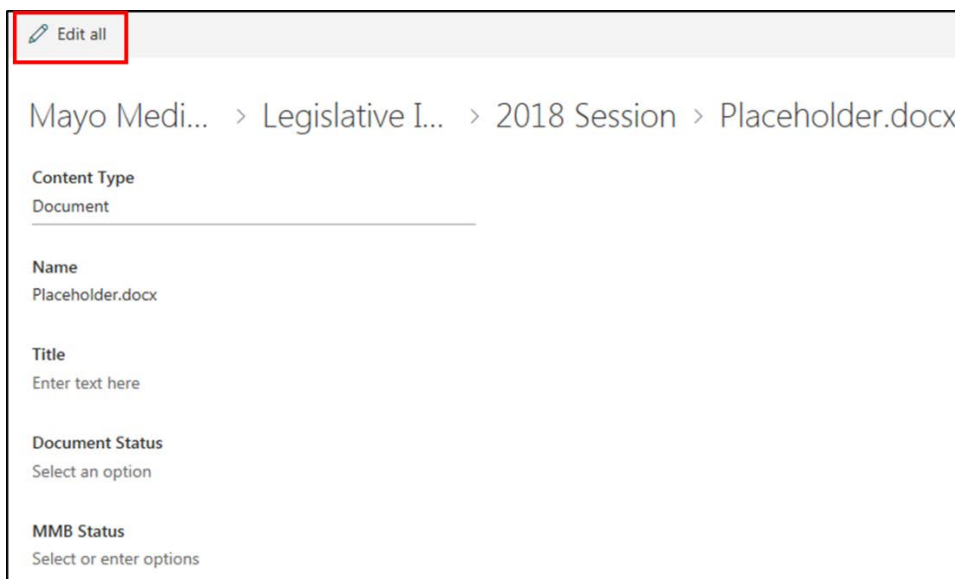 Edit all
Mayo Medi... > Legislative I... > 2018 Session > Placeholder.docx
Content Type
Document
Name
Placeholder.docx
Title
Enter text here
Document Status
Select an option
MMB Status
Select or enter options